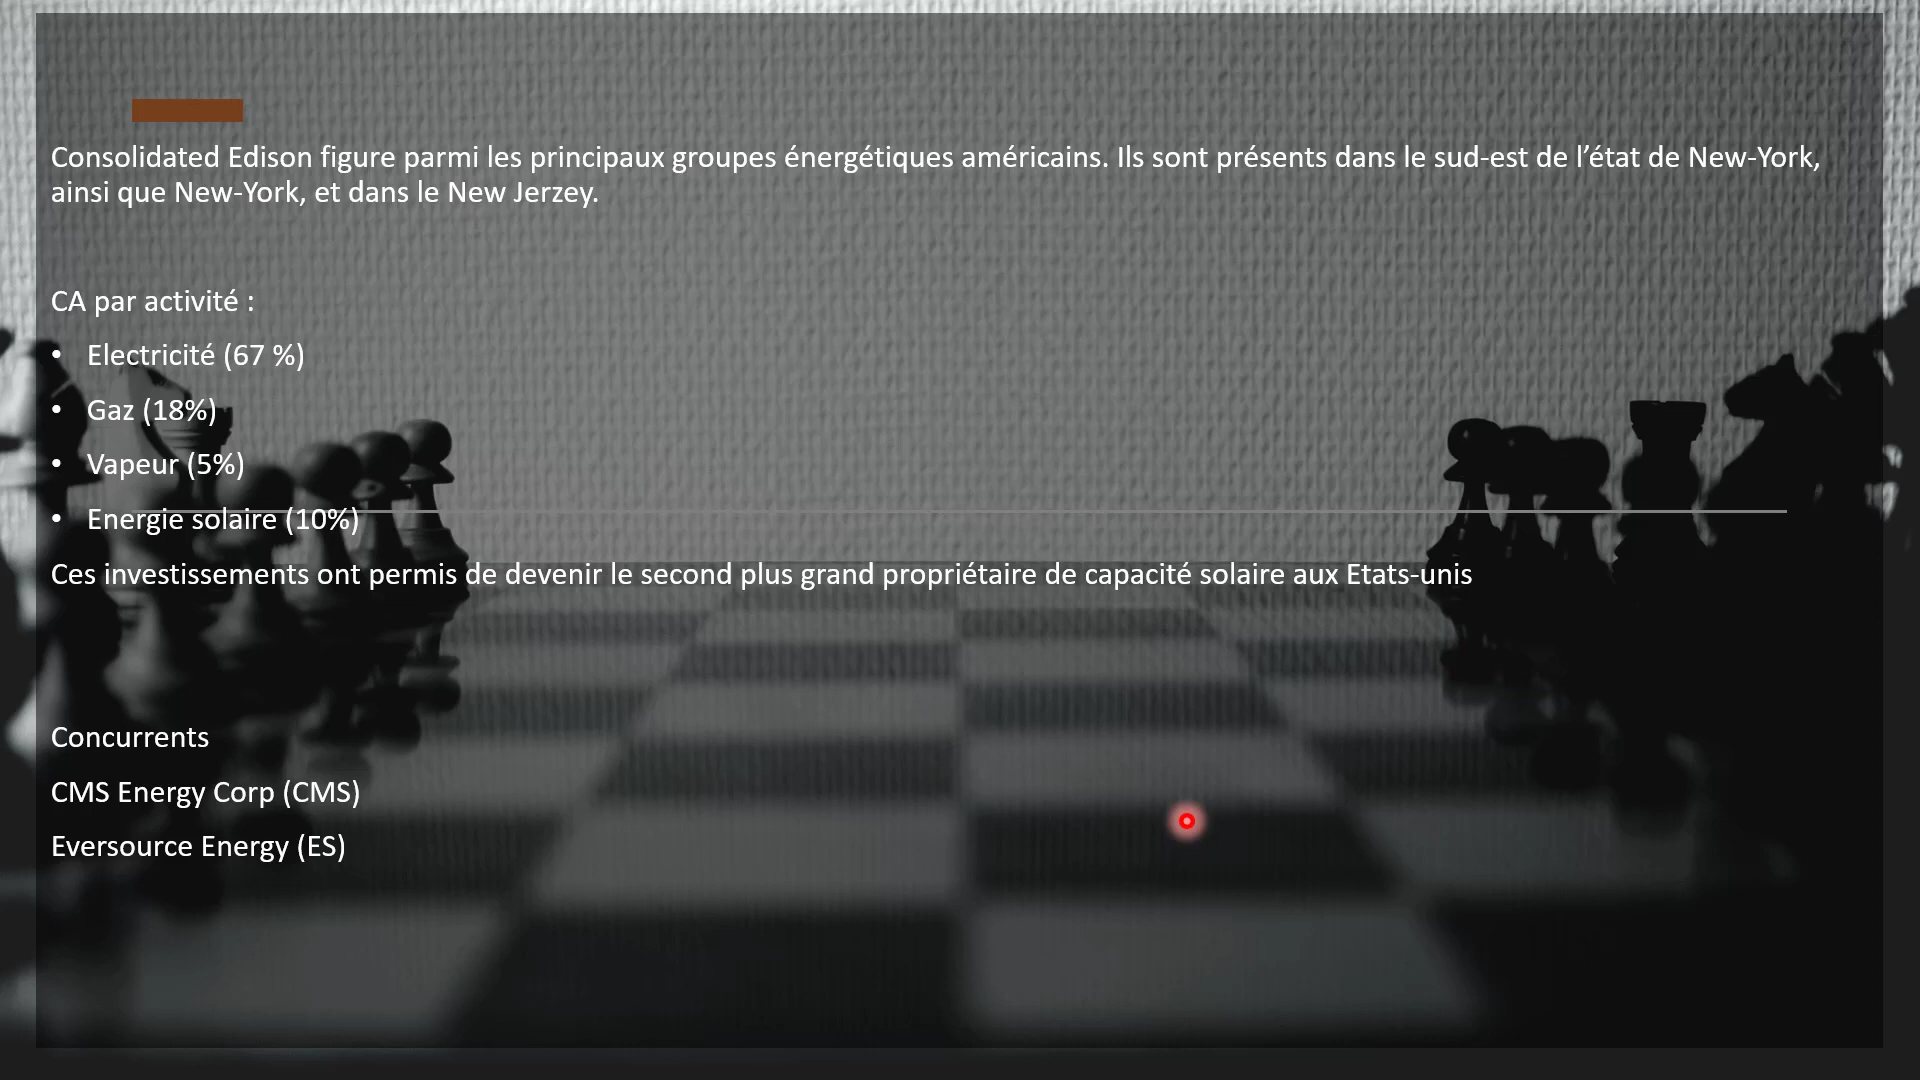 Consolidated Edison figure parmi les principaux groupes énergétiques américains. Ils sont présents dans le sud-est de l’état de New-York,
ainsi que New-York, et dans le New Jerzey.
CA par activité :
• Electricité (67 %)
• Gaz (18%)
• Vapeur (5%)
• Energie solaire (10%)
Ces investissements ont permis de devenir le second plus grand propriétaire de capacité solaire aux Etats-unis
Concurrents
CMS Energy Corp (CMS)
Eversource Energy (ES)